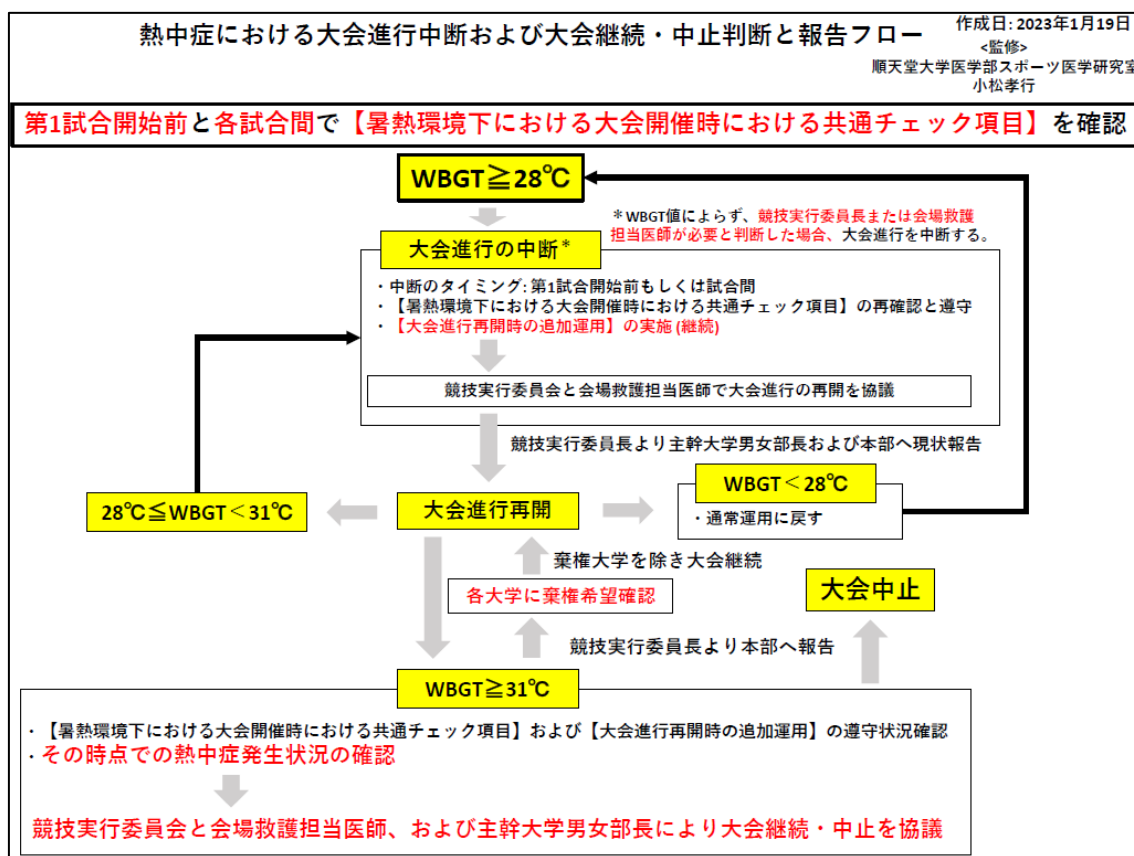 熱中症における大会進行中断および大会継続・中止判断と報告フロー
作成日: 2023年1月19日
<監修>
順天堂大学医学部スポーツ医学研究室
小松孝行
第1試合開始前と各試合間で【暑熱環境下における大会開催時における共通チェック項目】を確認
WBGT≧28℃
＊WBGT値によらず、競技実行委員長または会場救護
担当医師が必要と判断した場合、大会進行を中断する。
大会進行の中断*
・中断のタイミング: 第1試合開始前もしくは試合間
・【暑熱環境下における大会開催時における共通チェック項目】の再確認と遵守
・【大会進行再開時の追加運用】の実施 (継続)
競技実行委員会と会場救護担当医師で大会進行の再開を協議
競技実行委員長より主幹大学男女部長および本部へ現状報告
28℃≦WBGT＜31℃
大会進行再開
WBGT＜28℃
・通常運用に戻す
棄権大学を除き大会継続
各大学に棄権希望確認
大会中止
競技実行委員長より本部へ報告
WBGT≧31℃
・【暑熱環境下における大会開催時における共通チェック項目】および【大会進行再開時の追加運用】の遵守状況確認
・その時点での熱中症発生状況の確認
競技実行委員会と会場救護担当医師、および主幹大学男女部長により大会継続・中止を協議